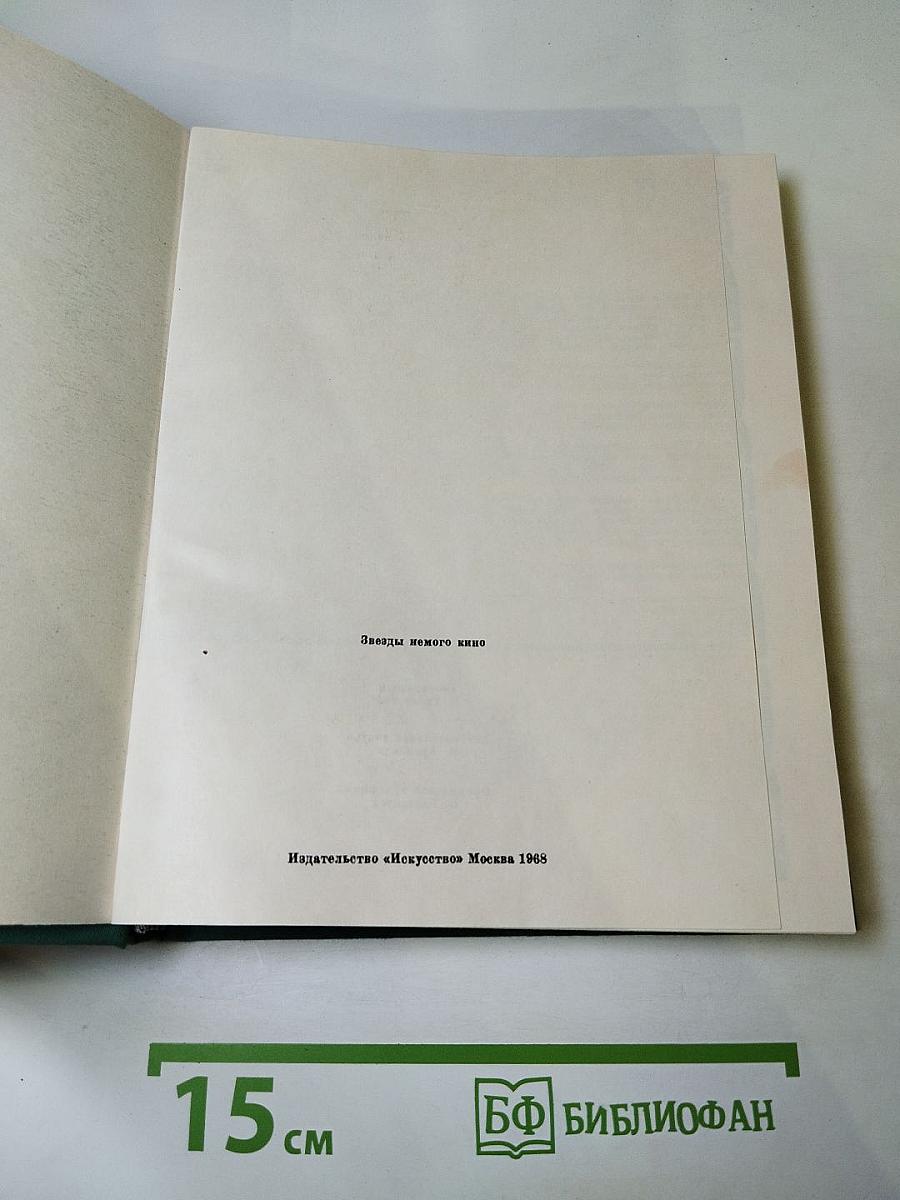 Звезды немого кино
Издательство «Искусство» Москва 1968
15 см
БФ БИБЛИОФАН